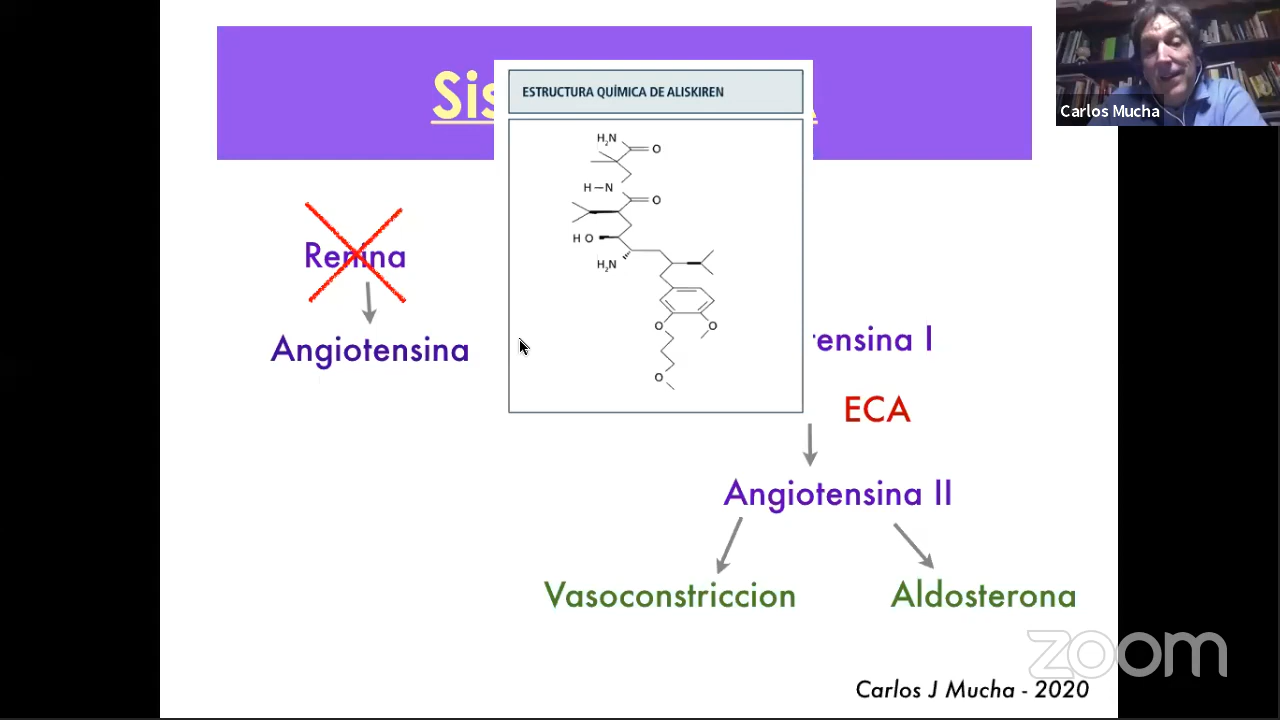 Sis
ESTRUCTURA QUÍMICA DE ALISKIREN
Carlos Mucha
H₂N
O
H–N
O
HO
H₂N
O
O
O
Renina
Angiotensina
ensina I
ECA
Angiotensina II
Vasoconstriccion
Aldosterona
zoom
Carlos J Mucha - 2020